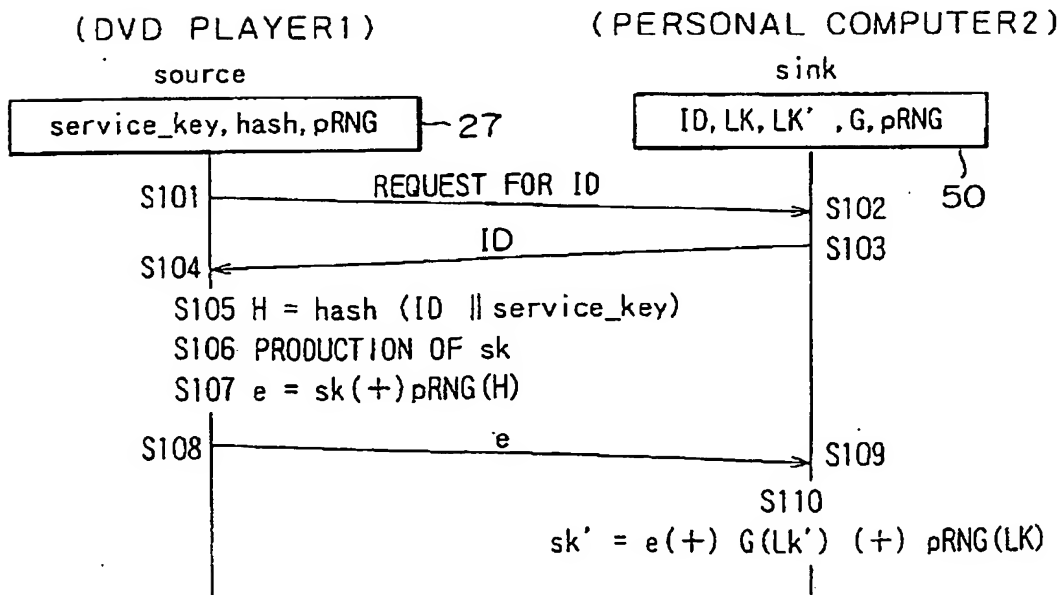 (DVD PLAYER1)
(PERSONAL COMPUTER2)
source
sink
service_key, hash, pRNG
27
ID, LK, LK' , G, pRNG
50
S101
REQUEST FOR ID
S102
ID
S103
S104
S105 H = hash (ID || service_key)
S106 PRODUCTION OF sk
S107 e = sk(+)pRNG(H)
S108
e
S109
S110
sk' = e(+) G(Lk') (+) pRNG(LK)